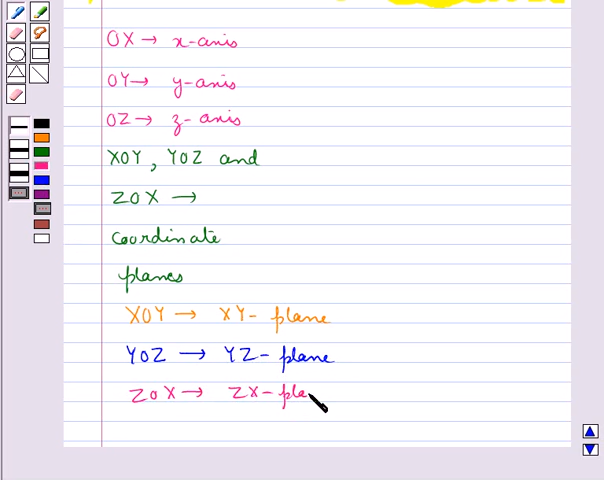 OX → x-axis
OY → y-axis
OZ → z-axis
XOY, YOZ and
ZOX →
coordinate
planes
XOY → XY- plane
YOZ → YZ- plane
ZOX → ZX- pla